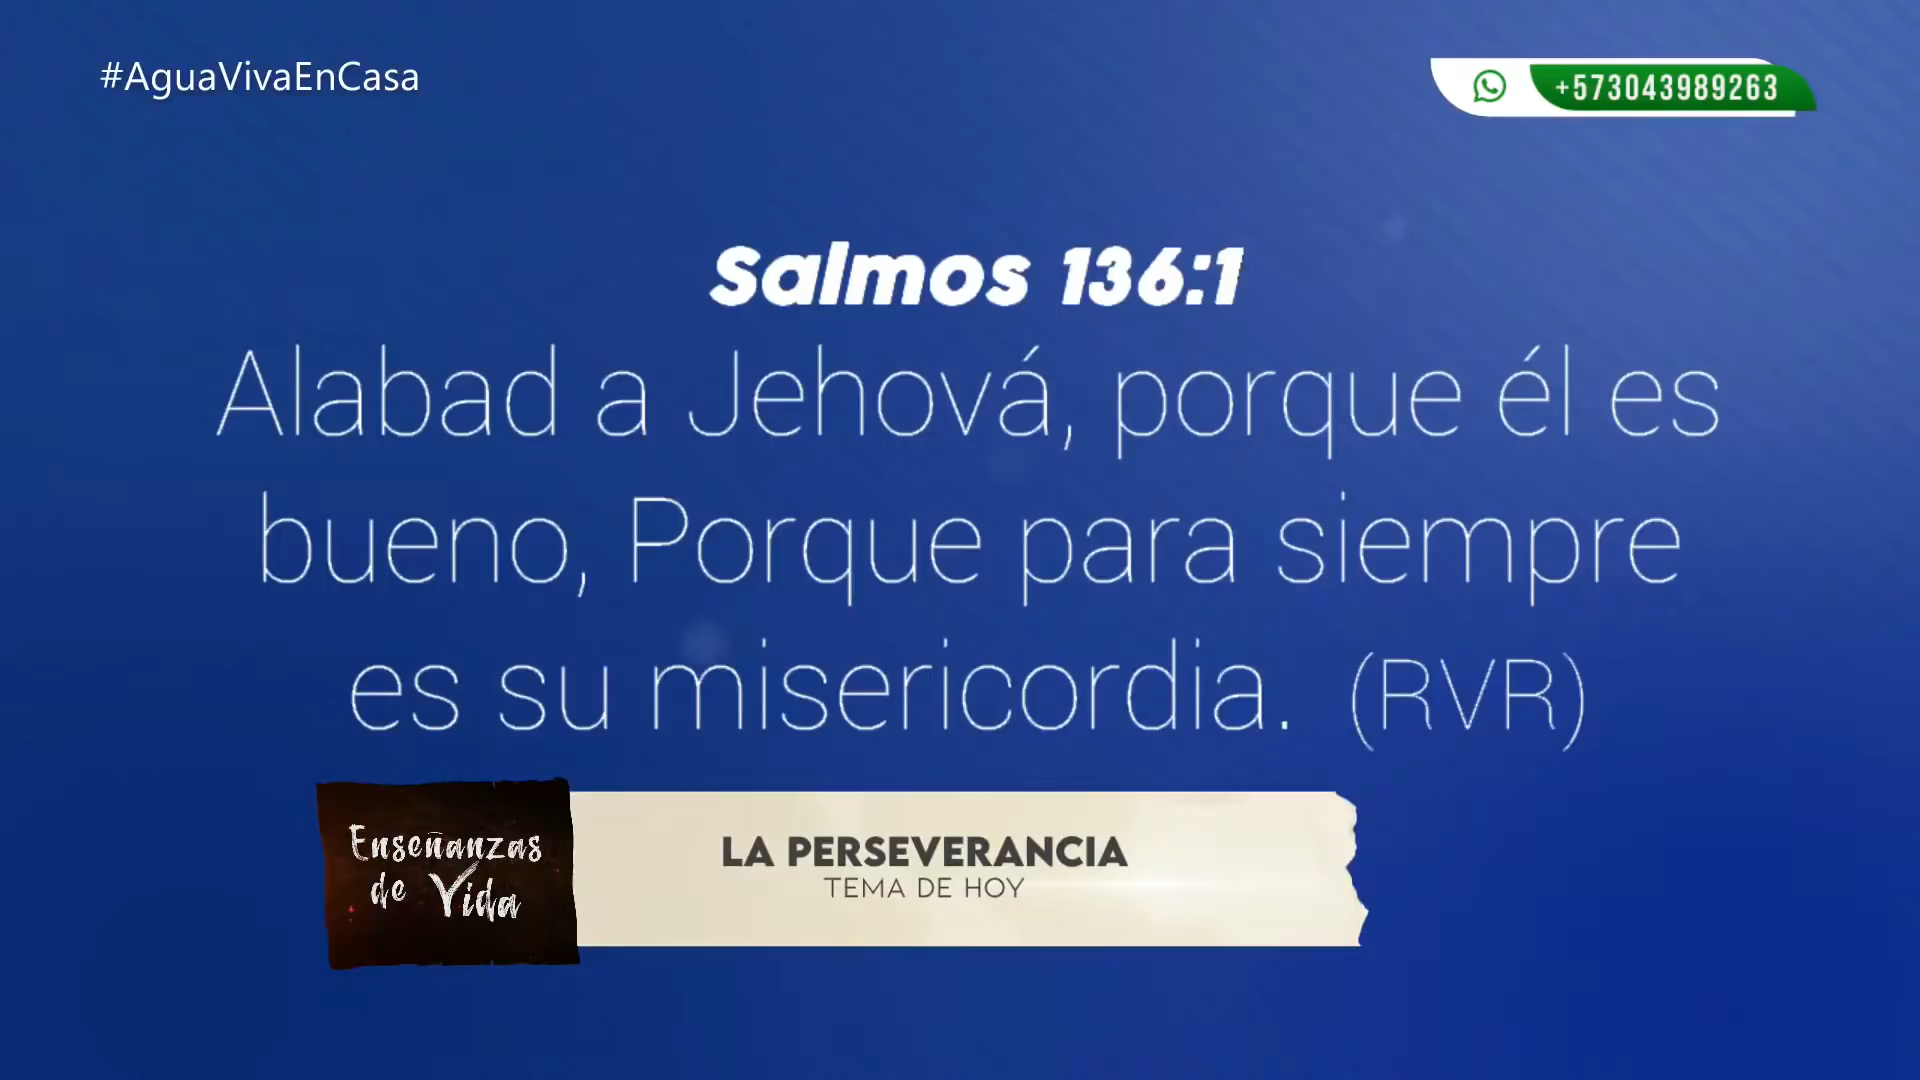 #AguaVivaEnCasa
+573043989263
Salmos 136:1
Alabad a Jehová, porque él es
bueno, Porque para siempre
es su misericordia. (RVR)
Enseñanzas
de Vida
LA PERSEVERANCIA
TEMA DE HOY